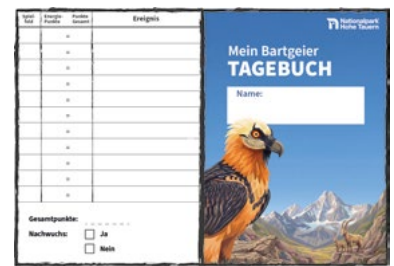 Spiel-feld Energie-Punkte Punkte Gesamt Ereignis
=
=
=
=
=
=
=
=
=
Gesamtpunkte: _ _ _ _ _ _ _
Nachwuchs: Ja
Nein
Nationalpark
Hohe Tauern
Mein Bartgeier
TAGEBUCH
Name: